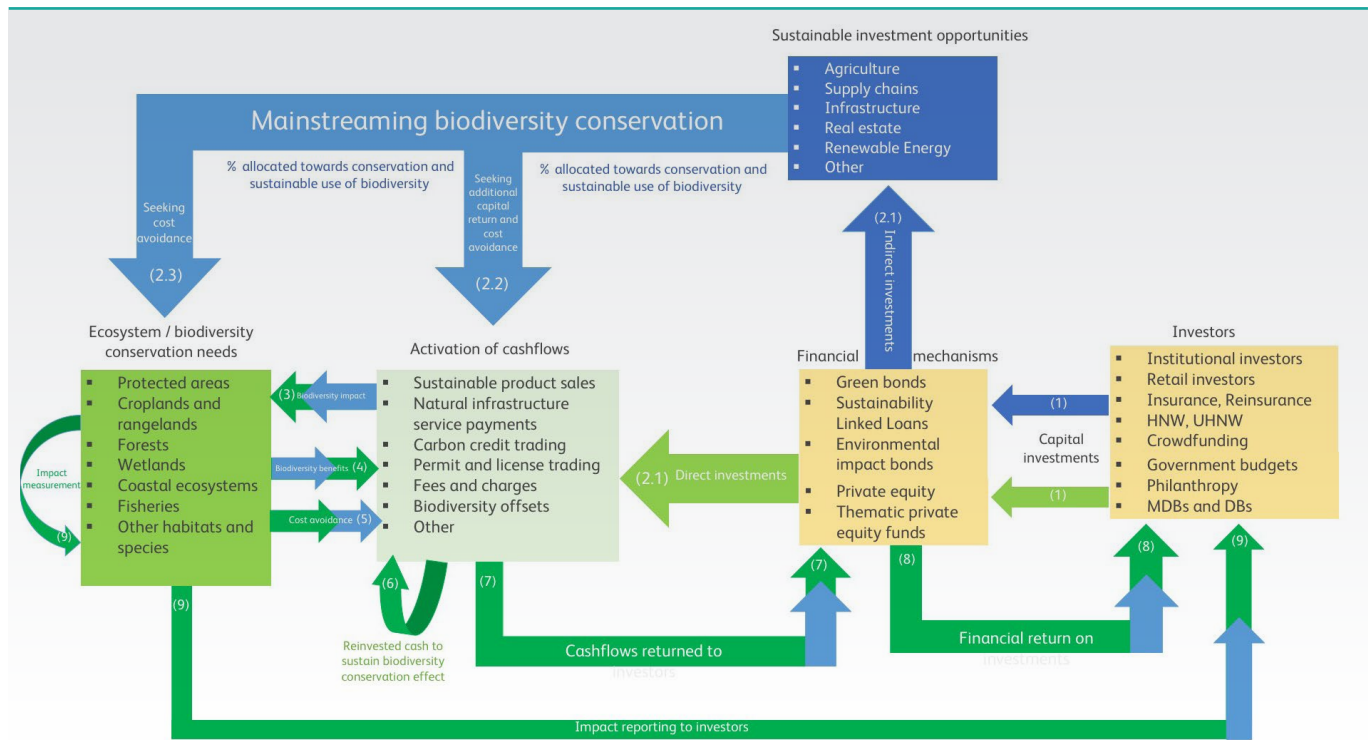 Sustainable investment opportunities
▪ Agriculture
▪ Supply chains
▪ Infrastructure
▪ Real estate
▪ Renewable Energy
▪ Other
Mainstreaming biodiversity conservation
% allocated towards conservation and
sustainable use of biodiversity
% allocated towards conservation and
sustainable use of biodiversity
Seeking
cost
avoidance
(2.3)
Seeking
additional
capital
return and
cost
avoidance
(2.2)
(2.1)
Indirect investments
Ecosystem / biodiversity
conservation needs
▪ Protected areas
▪ Croplands and
rangelands
▪ Forests
▪ Wetlands
▪ Coastal ecosystems
▪ Fisheries
▪ Other habitats and
species
Impact
measurement
(9)
(3) Biodiversity impact
Biodiversity benefits (4)
Cost avoidance (5)
Activation of cashflows
▪ Sustainable product sales
▪ Natural infrastructure
service payments
▪ Carbon credit trading
▪ Permit and license trading
▪ Fees and charges
▪ Biodiversity offsets
▪ Other
(2.1) Direct investments
Financial mechanisms
▪ Green bonds
▪ Sustainability
Linked Loans
▪ Environmental
impact bonds
▪ Private equity
▪ Thematic private
equity funds
(1)
Capital
investments
(1)
Investors
▪ Institutional investors
▪ Retail investors
▪ Insurance, Reinsurance
▪ HNW, UHNW
▪ Crowdfunding
▪ Government budgets
▪ Philanthropy
▪ MDBs and DBs
(6)
Reinvested cash to
sustain biodiversity
conservation effect
(7)
Cashflows returned to
investors
(7)
(8)
Financial return on
investments
(8)
(9)
Impact reporting to investors
(9)